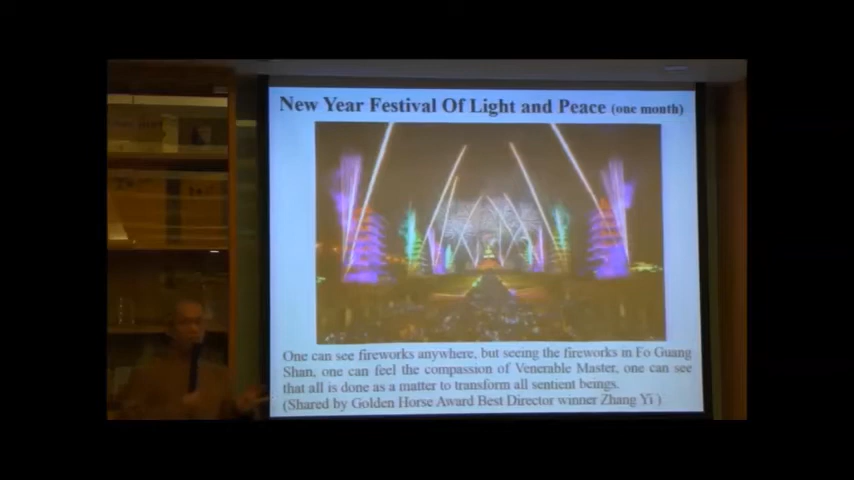 New Year Festival Of Light and Peace (one month)
One can see fireworks anywhere, but seeing the fireworks in Fo Guang
Shan, one can feel the compassion of Venerable Master, one can see
that all is done as a matter to transform all sentient beings.
(Shared by Golden Horse Award Best Director winner Zhang Yi )